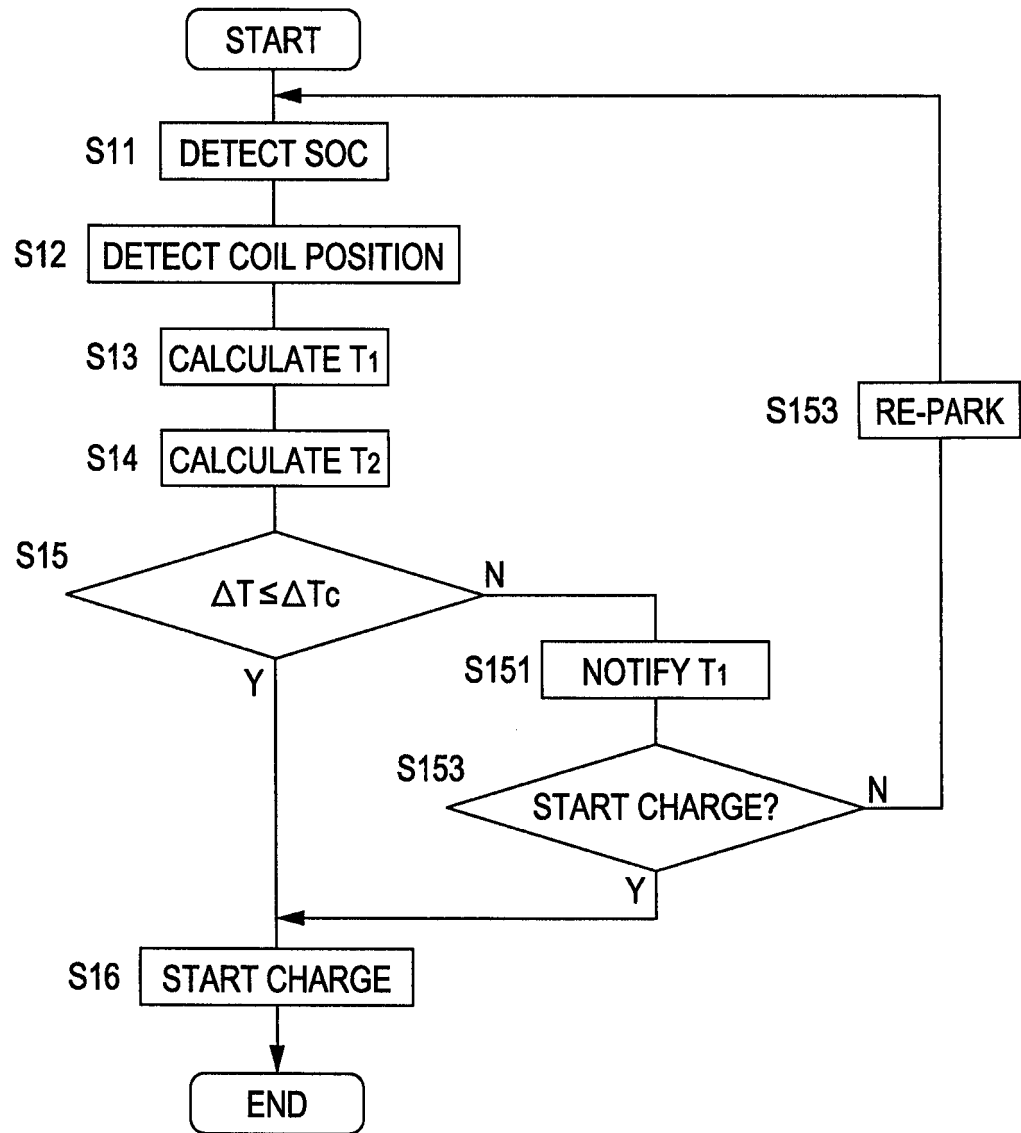 START
S11 DETECT SOC
S12 DETECT COIL POSITION
S13 CALCULATE T1
S14 CALCULATE T2
S15
ΔT≤ΔTc
N
Y
S151 NOTIFY T1
S153
START CHARGE?
N
Y
S153 RE-PARK
S16 START CHARGE
END